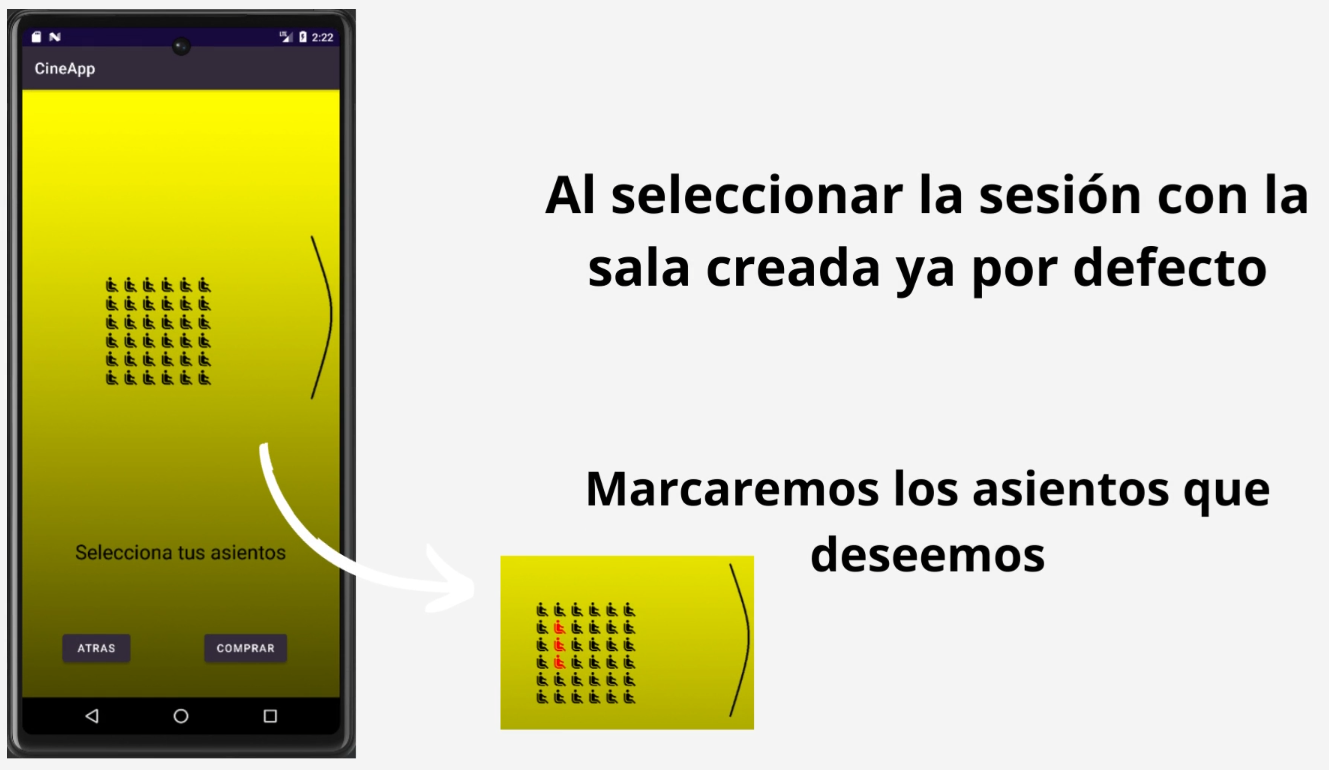 2:22
CineApp
Selecciona tus asientos
ATRAS
COMPRAR
Al seleccionar la sesión con la
sala creada ya por defecto
Marcaremos los asientos que
deseemos